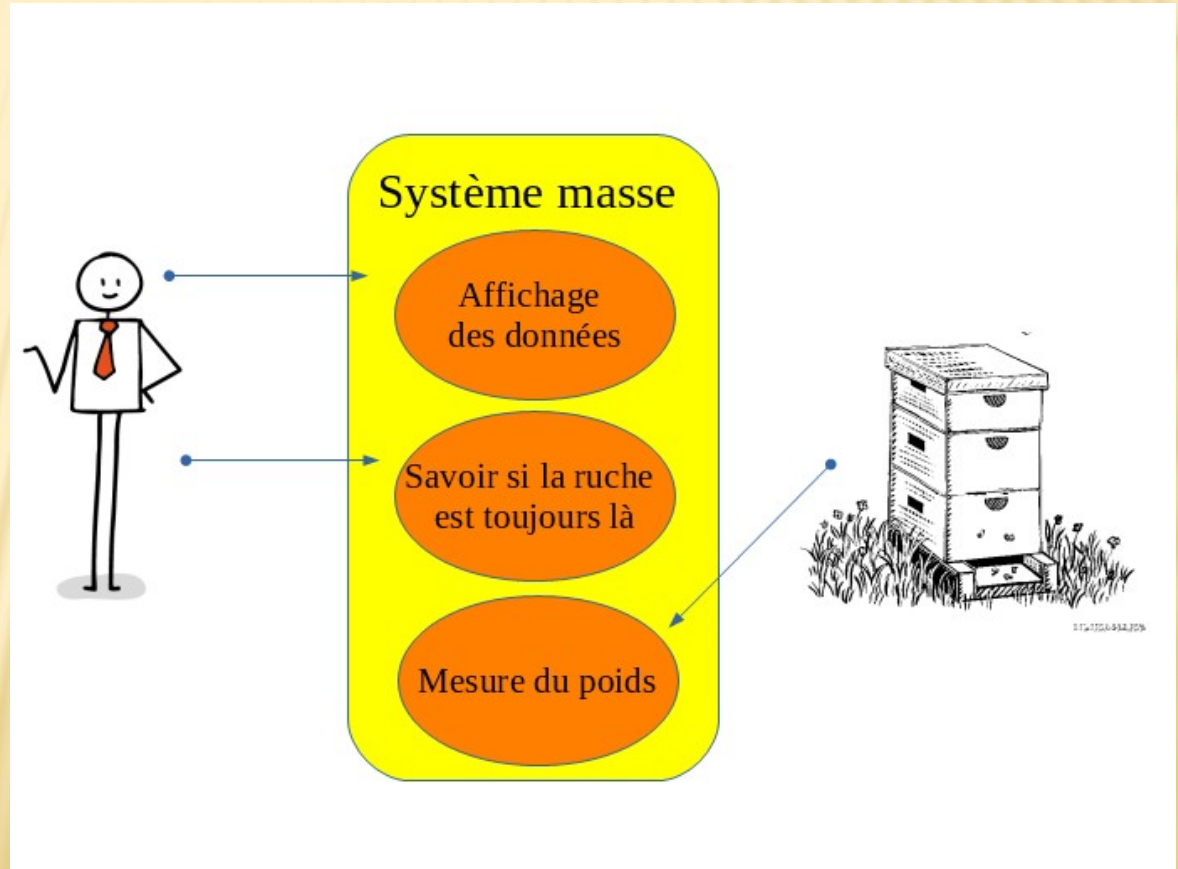 Système masse
Affichage
des données
Savoir si la ruche
est toujours là
Mesure du poids